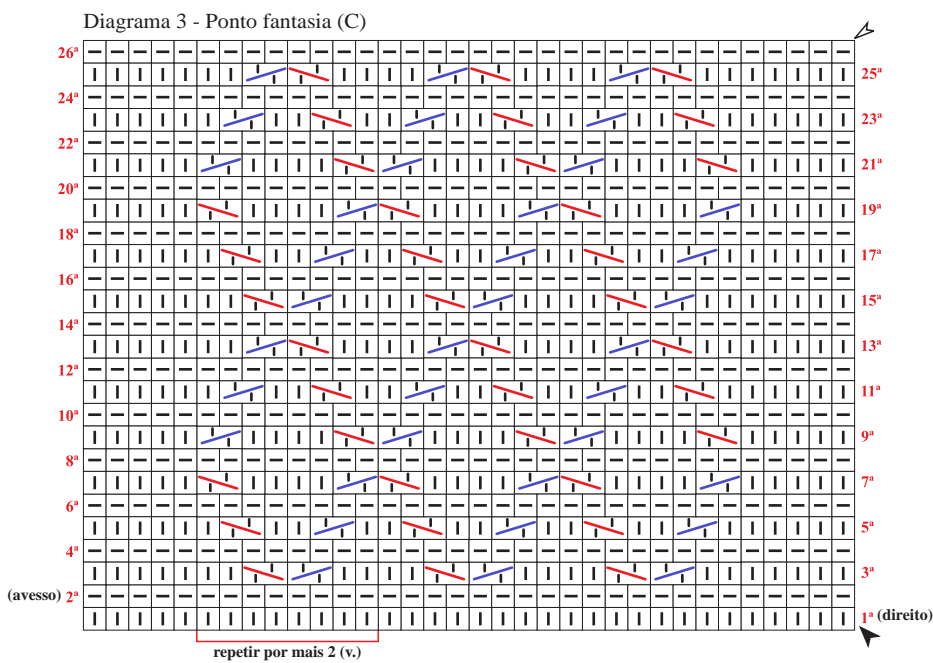 Diagrama 3 - Ponto fantasia (C)
26ª
25ª
24ª
23ª
22ª
21ª
20ª
19ª
18ª
17ª
16ª
15ª
14ª
13ª
12ª
11ª
10ª
9ª
8ª
7ª
6ª
5ª
4ª
3ª
(avesso) 2ª
1ª (direito)
repetir por mais 2 (v.)